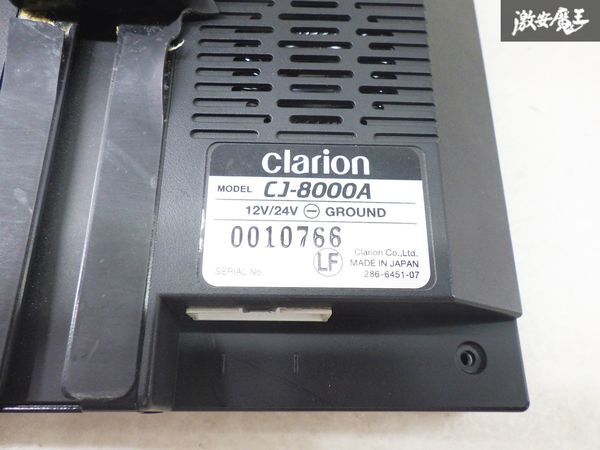 激安魔王
clarion
MODEL CJ-8000A
12V/24V ⊖ GROUND
0010766
SERIAL No.
LF
Clarion Co.,Ltd.
MADE IN JAPAN
286-6451-07